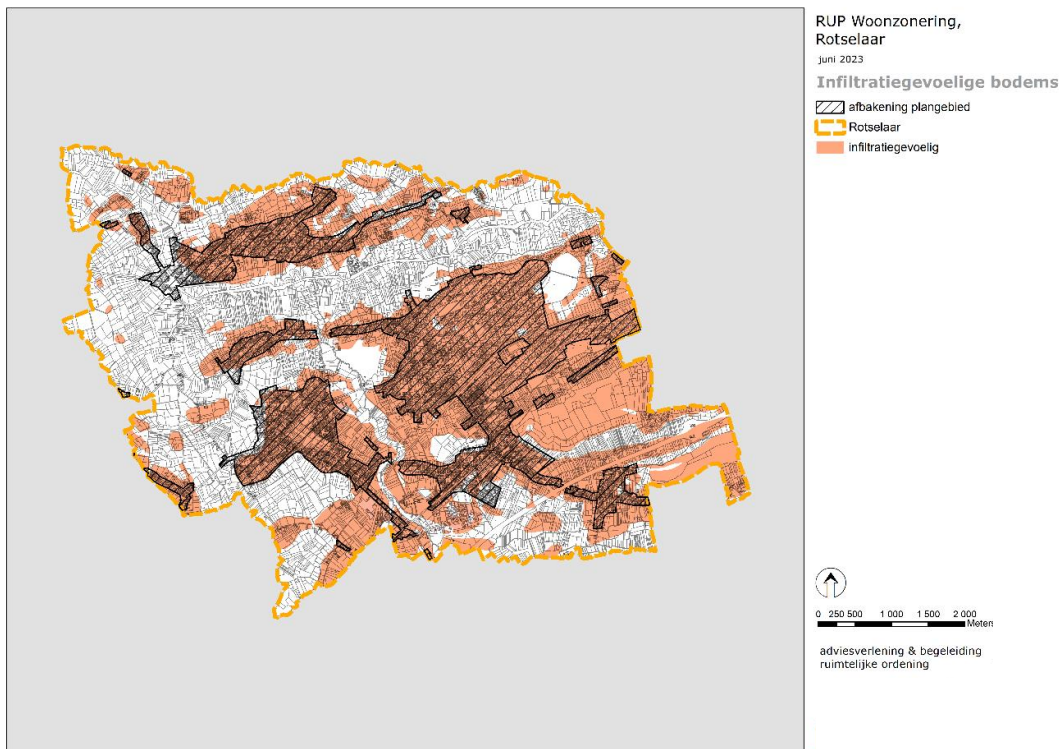 RUP Woonzonering,
Rotselaar
juni 2023
Infiltratiegevoelige bodems
afbakening plangebied
Rotselaar
infiltratiegevoelig
0 250 500 1 000 1 500 2 000
Meters
adviesverlening & begeleiding
ruimtelijke ordening